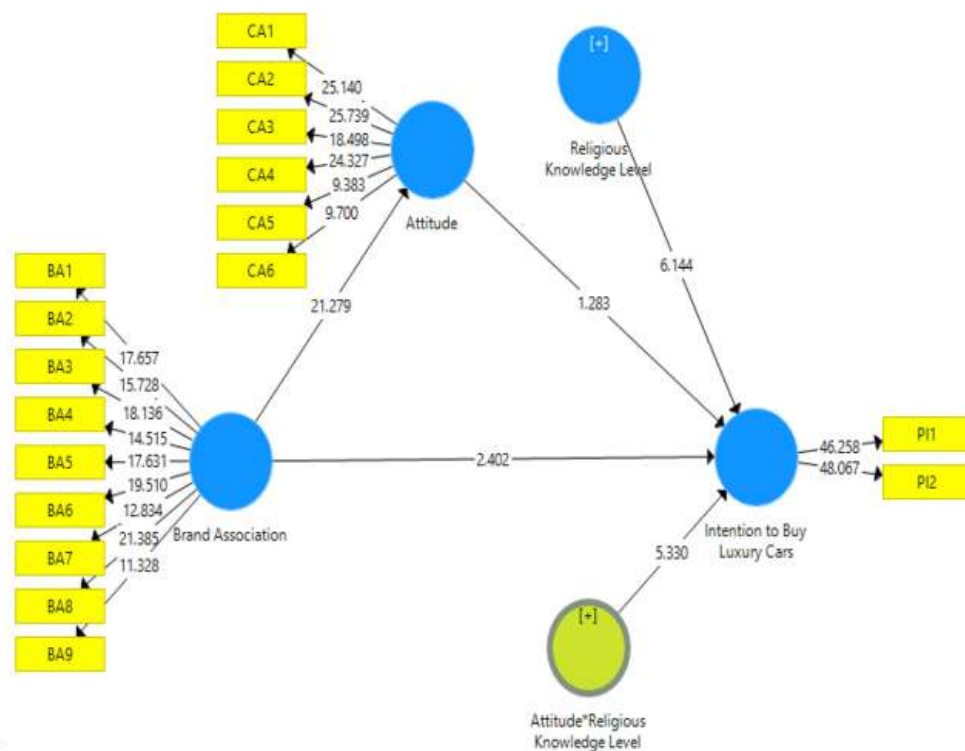 CA1
CA2
CA3
CA4
CA5
CA6
25.140
25.739
18.498
24.327
9.383
9.700
Attitude
[+]
Religious
Knowledge Level
6.144
1.283
21.279
BA1
BA2
BA3
BA4
BA5
BA6
BA7
BA8
BA9
17.657
15.728
18.136
14.515
17.631
19.510
12.834
21.385
11.328
Brand Association
2.402
46.258
48.067
PI1
PI2
Intention to Buy
Luxury Cars
5.330
[+]
Attitude*Religious
Knowledge Level